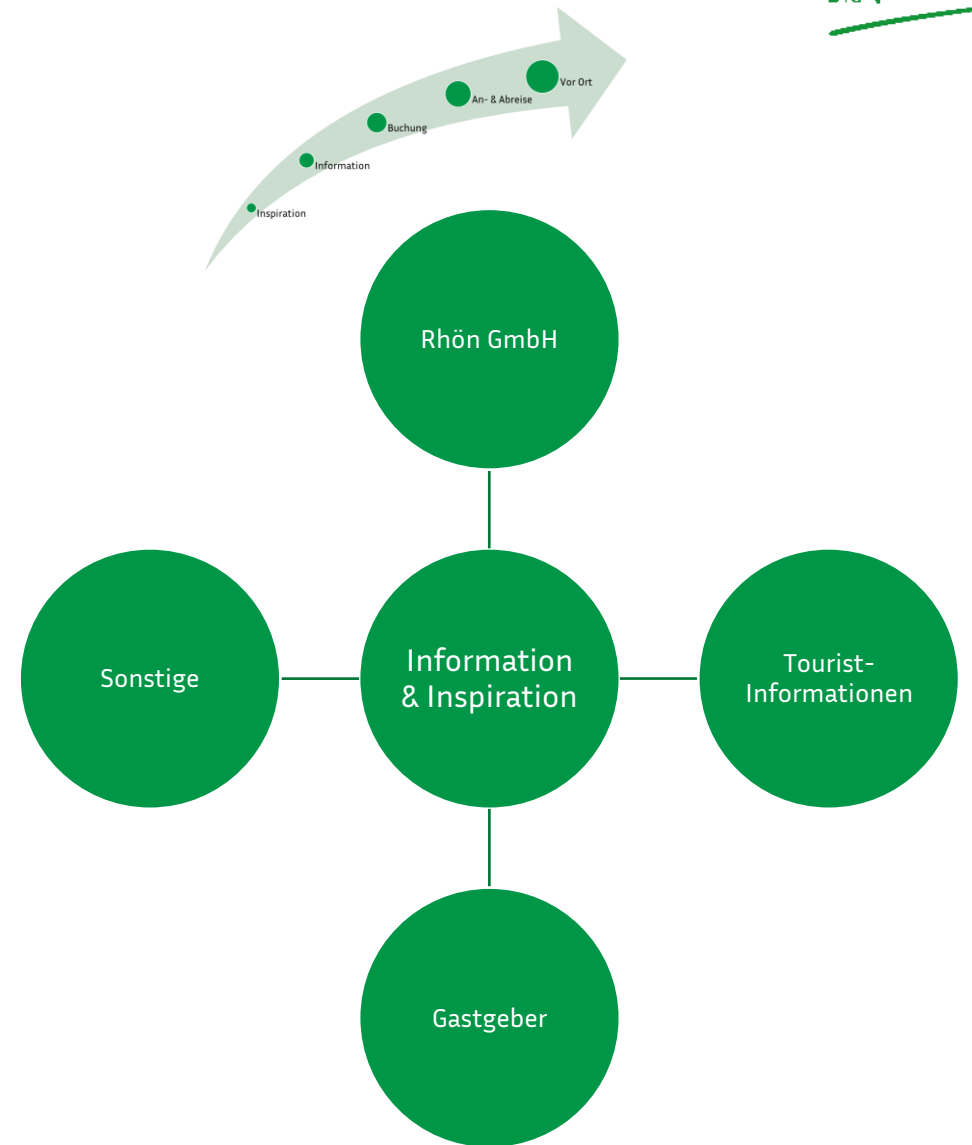 Vor Ort
An- & Abreise
Buchung
Information
Inspiration
Rhön GmbH
Sonstige
Information
& Inspiration
Tourist-
Informationen
Gastgeber